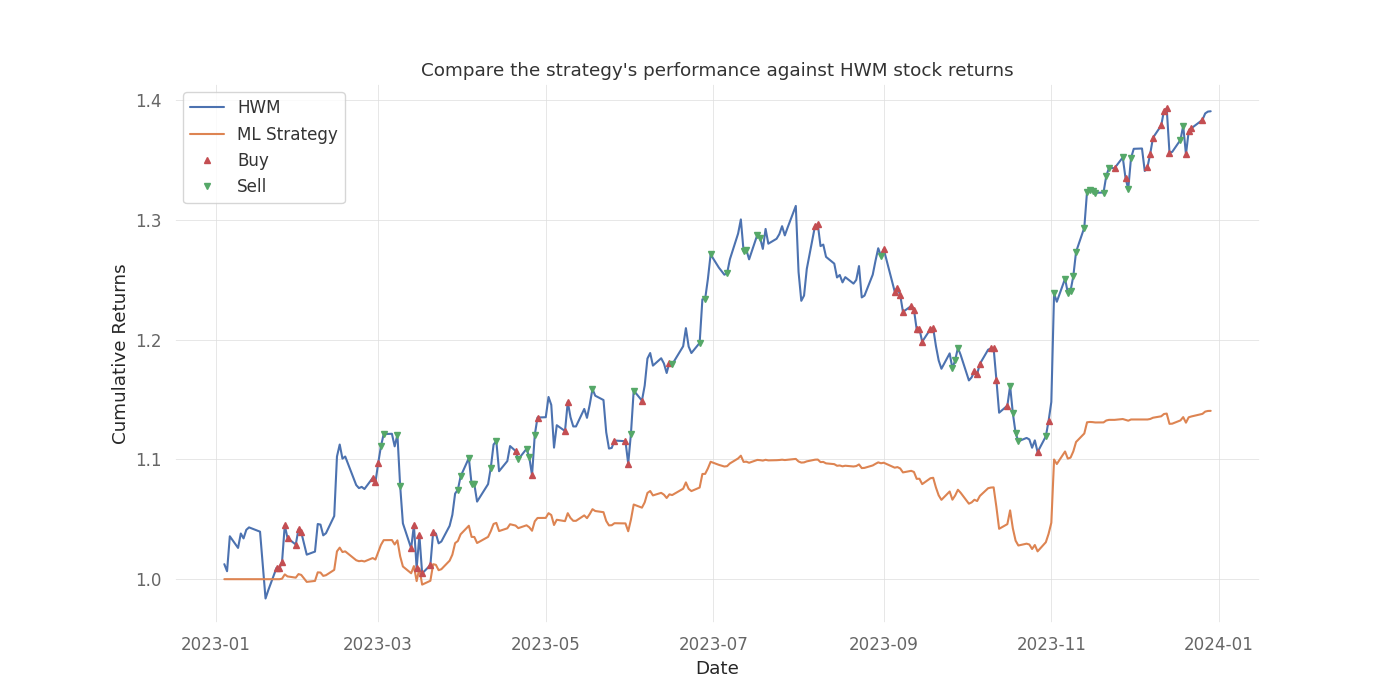 Compare the strategy's performance against HWM stock returns
HWM
ML Strategy
Buy
Sell
Cumulative Returns
1.4
1.3
1.2
1.1
1.0
2023-01 2023-03 2023-05 2023-07 2023-09 2023-11 2024-01
Date